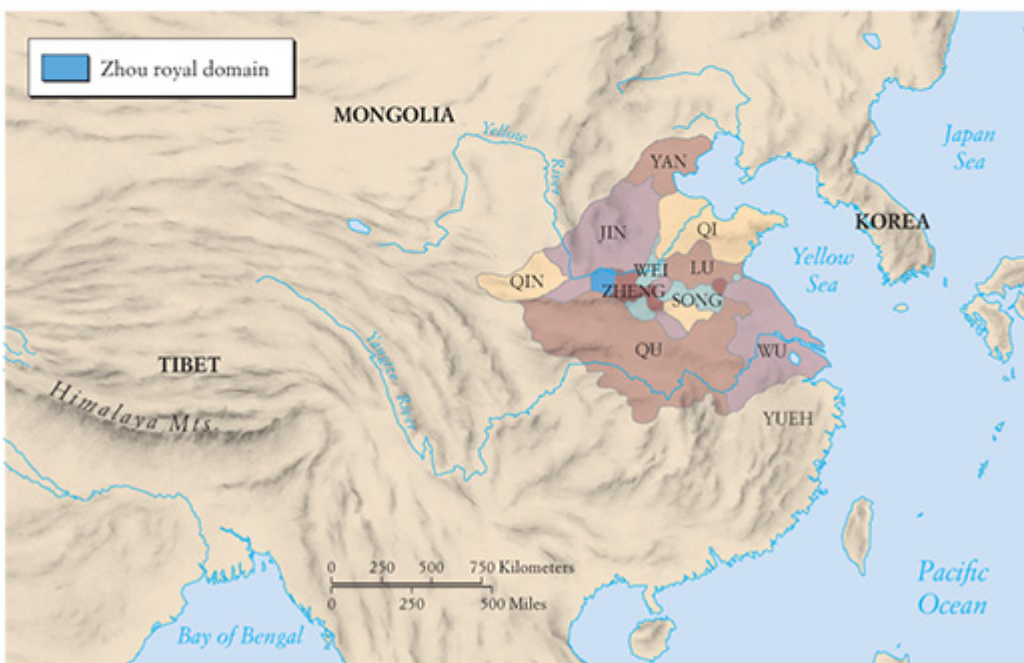 Zhou royal domain
MONGOLIA
Yellow
River
Japan
Sea
YAN
KOREA
JIN
QI
Yellow
Sea
QIN
WEI
LU
ZHENG
SONG
QU
WU
TIBET
Yangtze River
Himalaya Mts.
YUEH
0 250 500 750 Kilometers
0 250 500 Miles
Pacific
Ocean
Bay of Bengal